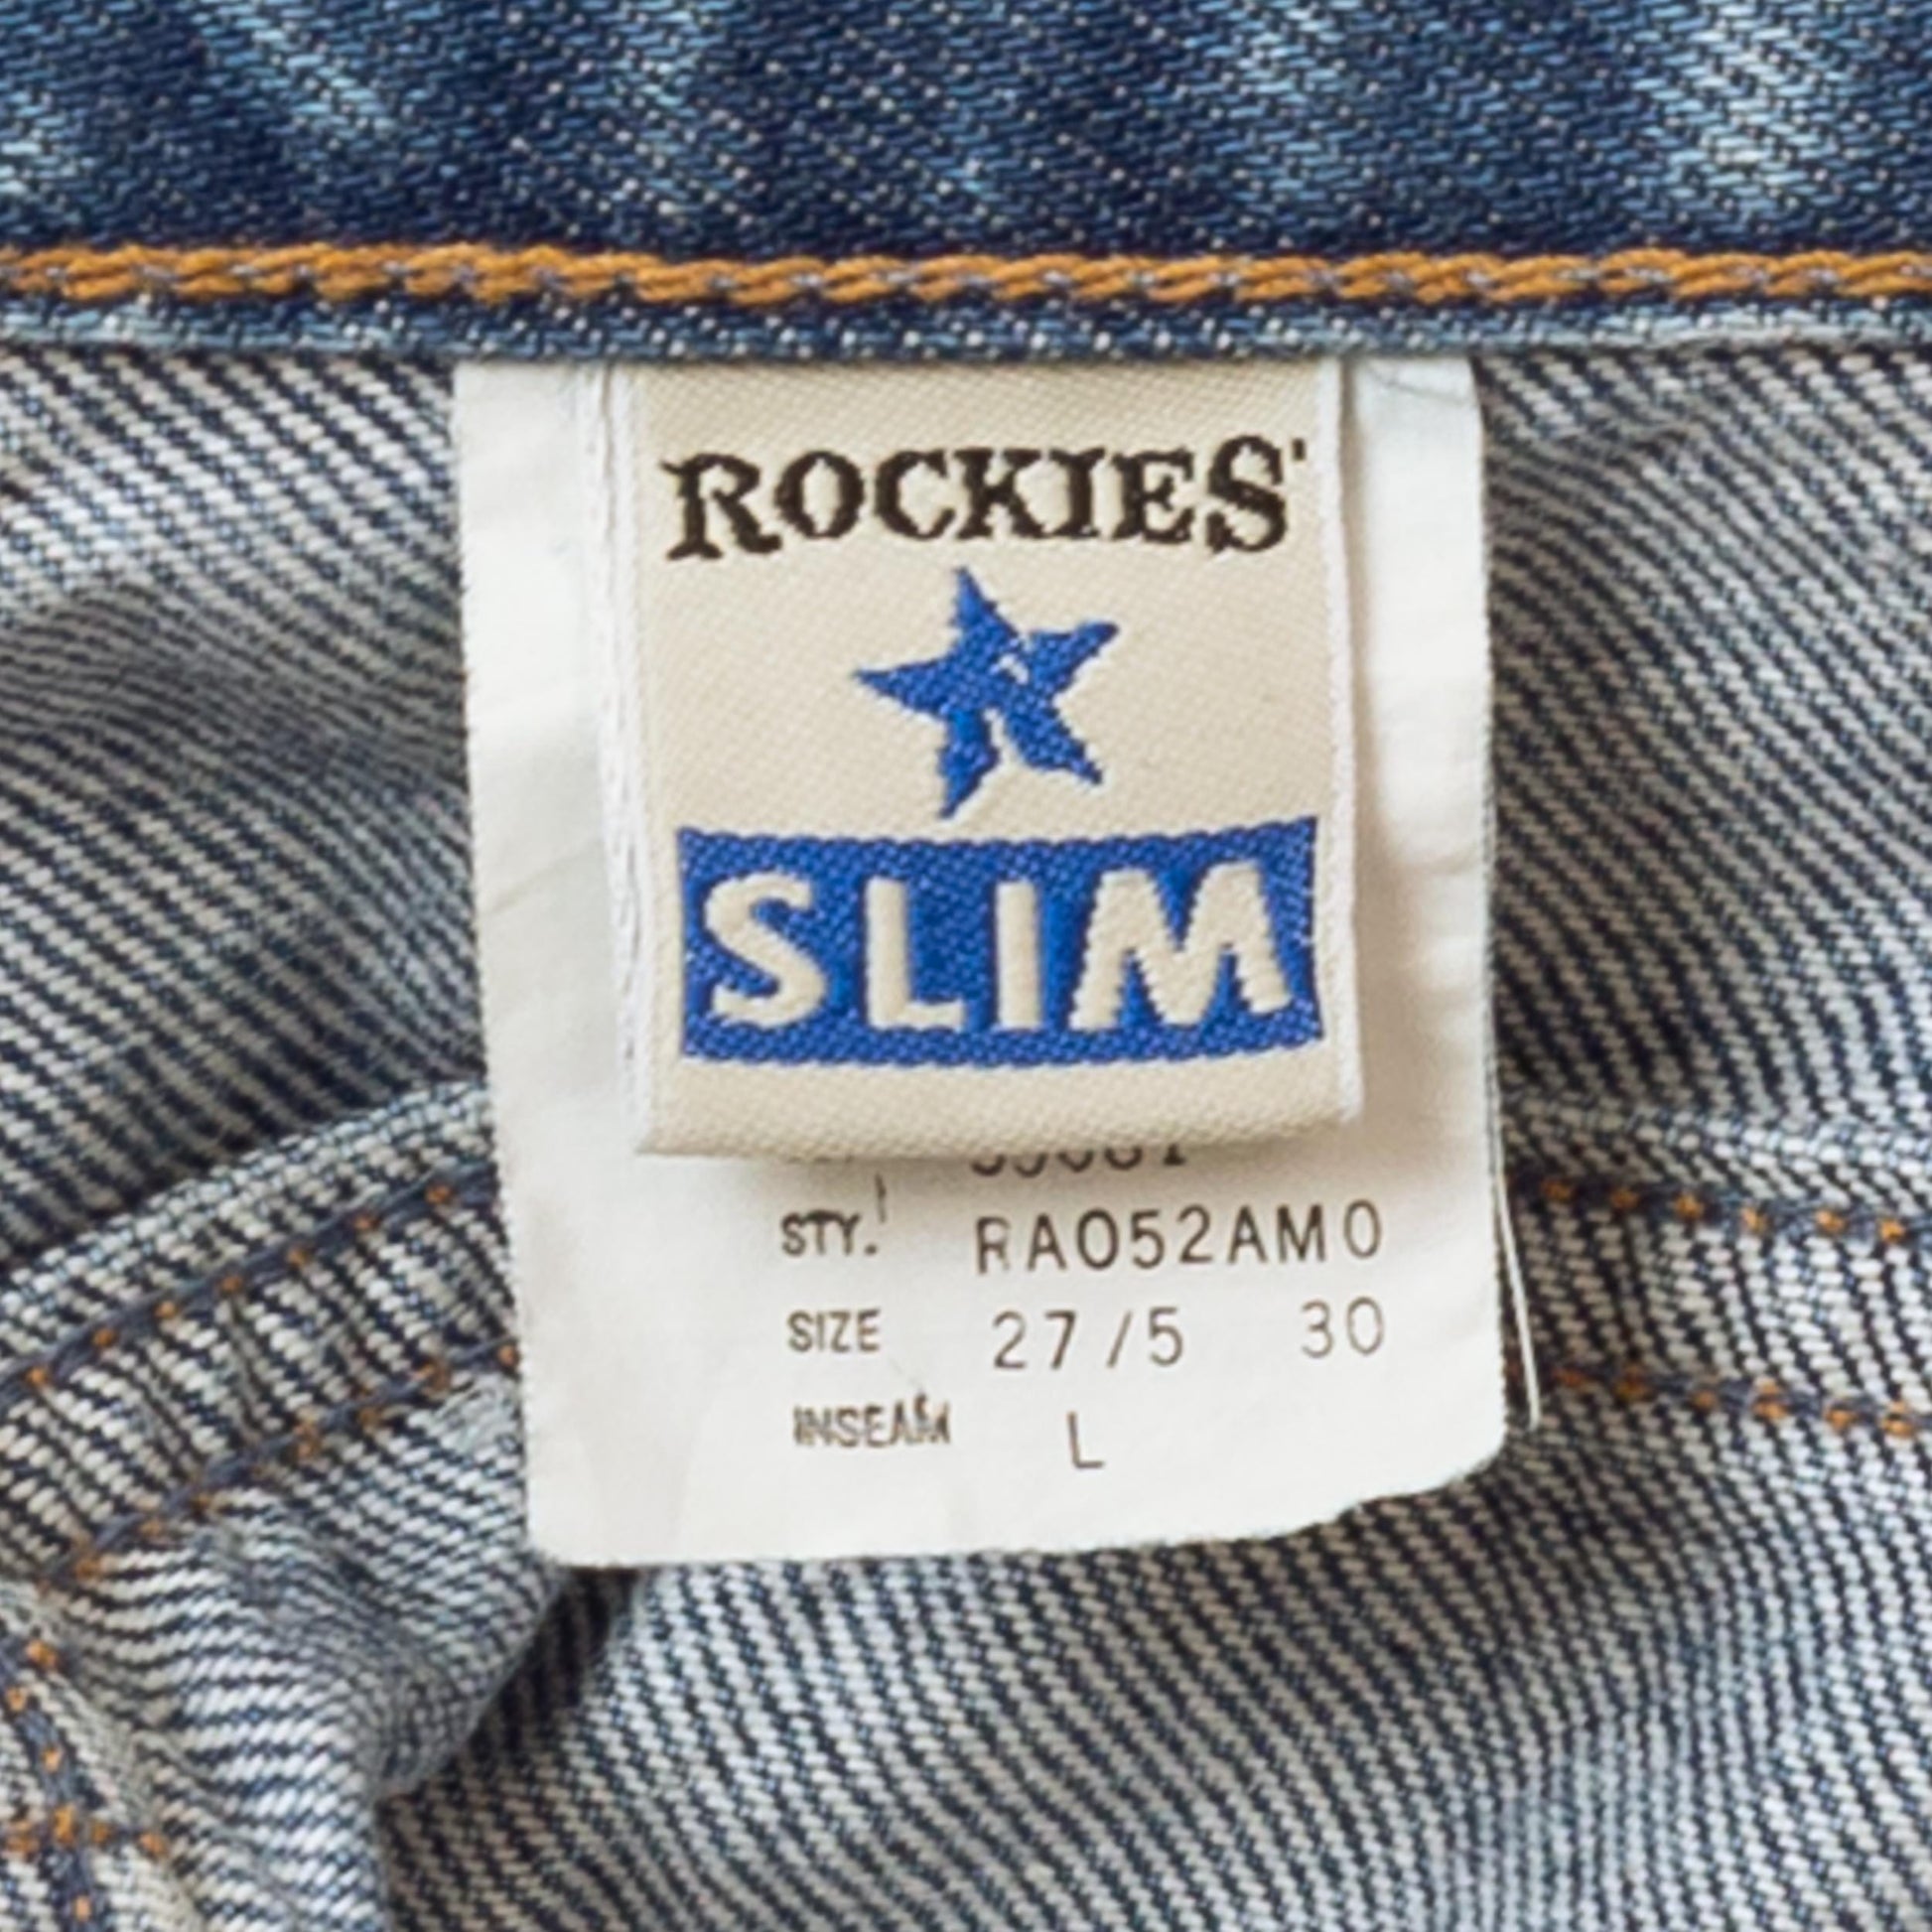 ROCKIES
SLIM
STY. RA052AM0
SIZE 27/5 30
INSEAM L